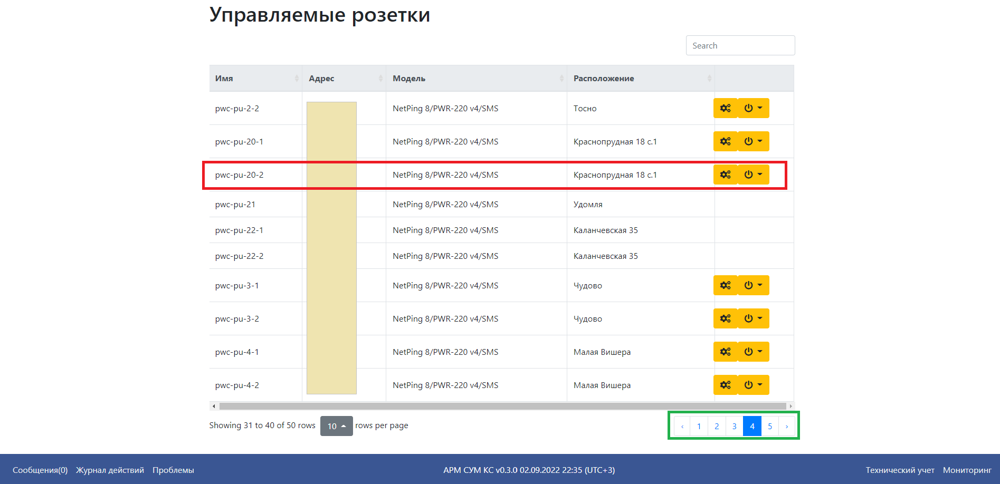 Управляемые розетки
Search
Имя Адрес Модель Расположение
pwc-pu-2-2 NetPing 8/PWR-220 v4/SMS Тосно
pwc-pu-20-1 NetPing 8/PWR-220 v4/SMS Краснопрудная 18 с.1
pwc-pu-20-2 NetPing 8/PWR-220 v4/SMS Краснопрудная 18 с.1
pwc-pu-21 NetPing 8/PWR-220 v4/SMS Удомля
pwc-pu-22-1 NetPing 8/PWR-220 v4/SMS Каланчевская 35
pwc-pu-22-2 NetPing 8/PWR-220 v4/SMS Каланчевская 35
pwc-pu-3-1 NetPing 8/PWR-220 v4/SMS Чудово
pwc-pu-3-2 NetPing 8/PWR-220 v4/SMS Чудово
pwc-pu-4-1 NetPing 8/PWR-220 v4/SMS Малая Вишера
pwc-pu-4-2 NetPing 8/PWR-220 v4/SMS Малая Вишера
Showing 31 to 40 of 50 rows 10 rows per page ‹ 1 2 3 4 5 ›
Сообщения(0) Журнал действий Проблемы АРМ СУМ КС v0.3.0 02.09.2022 22:35 (UTC+3) Технический учет Мониторинг